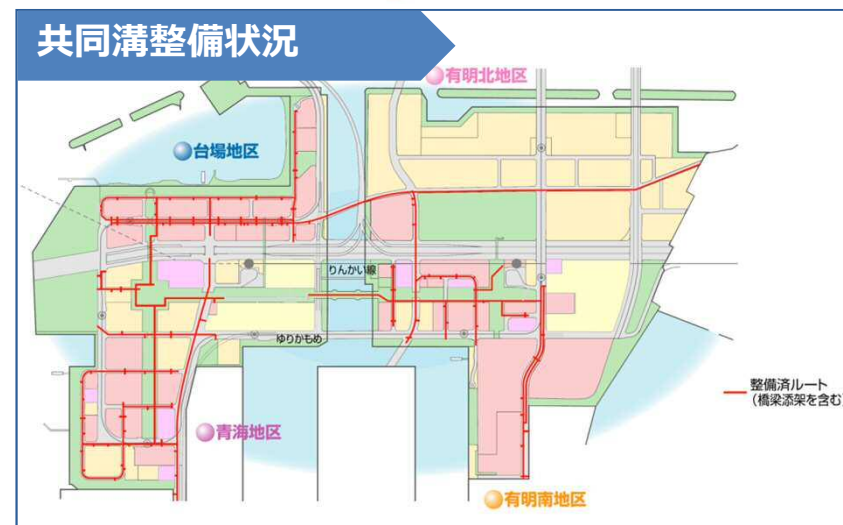 共同溝整備状況
有明北地区
台場地区
りんかい線
ゆりかもめ
整備済ルート
（橋梁添架を含む）
青海地区
有明南地区